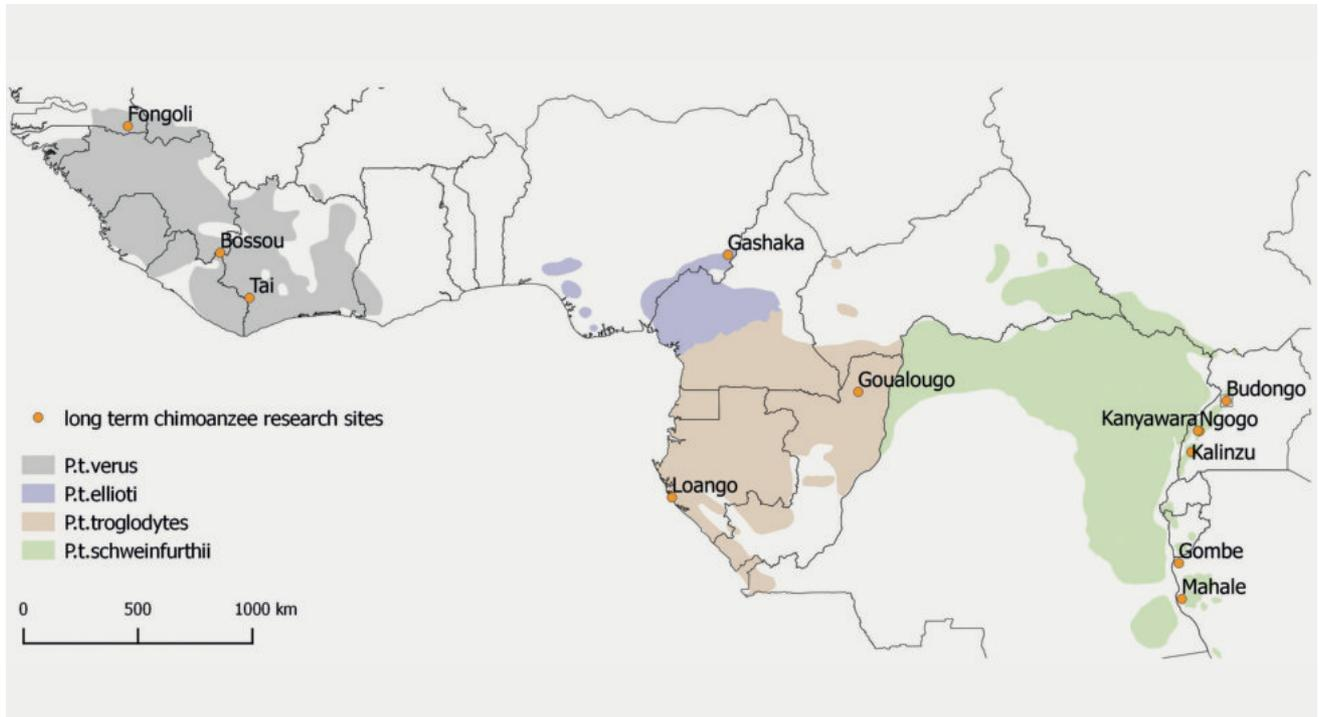 Fongoli
Bossou
Tai
Gashaka
Goualougo
Budongo
Kanyawara Ngogo
Kalinzu
Loango
Gombe
Mahale
long term chimoanzee research sites
P.t.verus
P.t.ellioti
P.t.troglodytes
P.t.schweinfurthii
0 500 1000 km